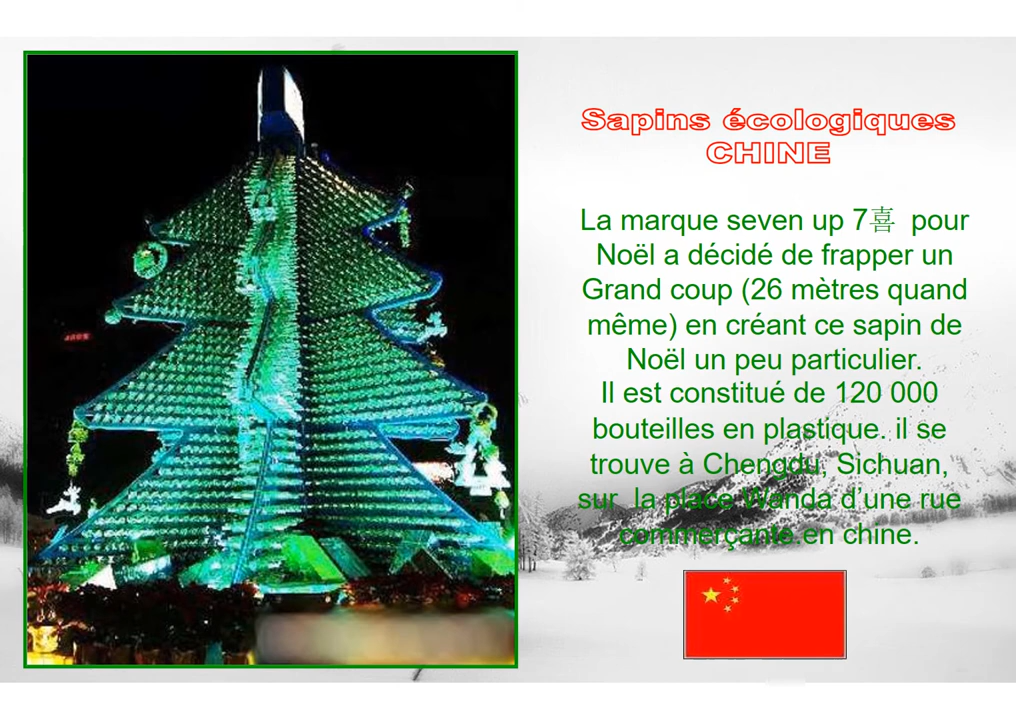 Sapins écologiques
CHINE
La marque seven up 7喜 pour
Noël a décidé de frapper un
Grand coup (26 mètres quand
même) en créant ce sapin de
Noël un peu particulier.
Il est constitué de 120 000
bouteilles en plastique. il se
trouve à Chengdu, Sichuan,
sur la place Wanda d’une rue
commerçante en chine.